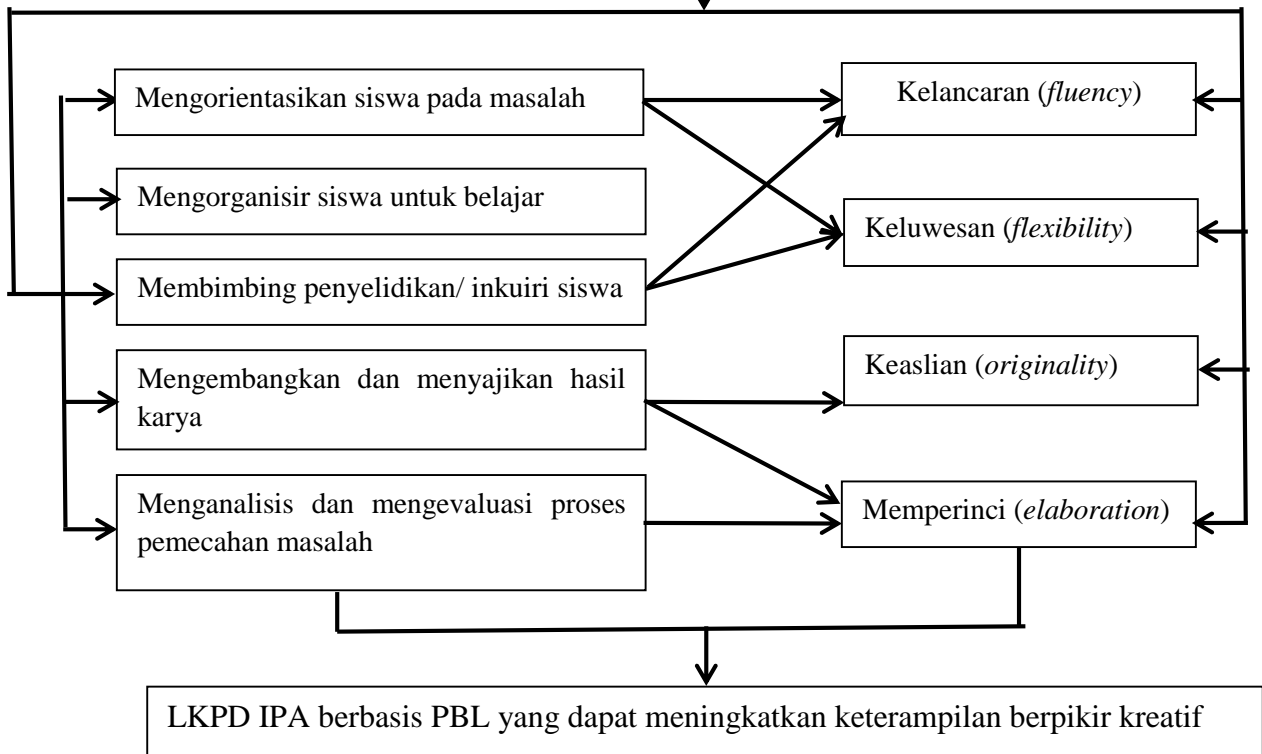 Mengorientasikan siswa pada masalah
Mengorganisir siswa untuk belajar
Membimbing penyelidikan/ inkuiri siswa
Mengembangkan dan menyajikan hasil
karya
Menganalisis dan mengevaluasi proses
pemecahan masalah
Kelancaran (fluency)
Keluwesan (flexibility)
Keaslian (originality)
Memperinci (elaboration)
LKPD IPA berbasis PBL yang dapat meningkatkan keterampilan berpikir kreatif